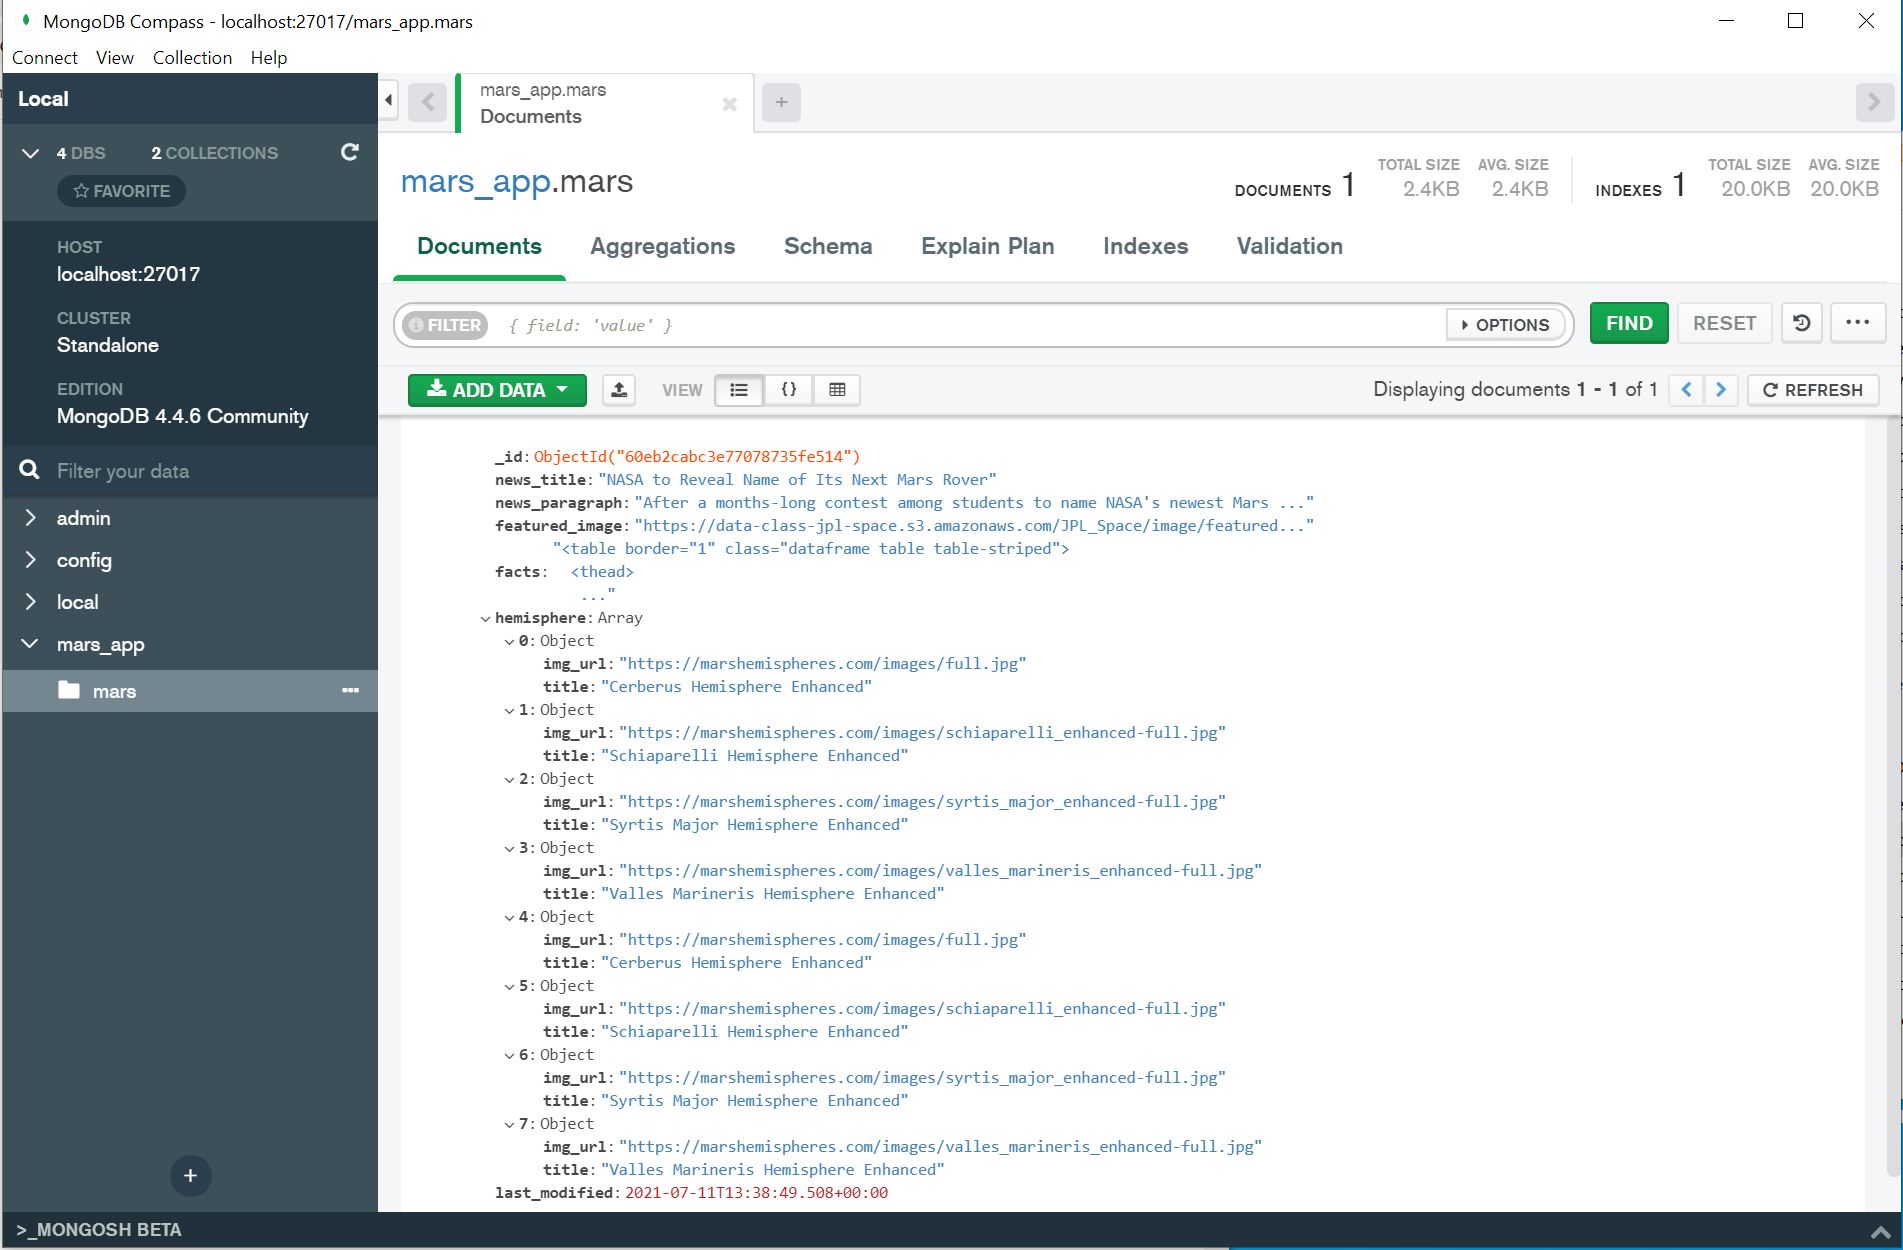 MongoDB Compass - localhost:27017/mars_app.mars
Connect View Collection Help
Local
4 DBS 2 COLLECTIONS
FAVORITE
HOST
localhost:27017
CLUSTER
Standalone
EDITION
MongoDB 4.4.6 Community
Filter your data
admin
config
local
mars_app
mars
mars_app.mars
Documents
mars_app.mars
DOCUMENTS 1 TOTAL SIZE 2.4KB AVG. SIZE 2.4KB INDEXES 1 TOTAL SIZE 20.0KB AVG. SIZE 20.0KB
Documents Aggregations Schema Explain Plan Indexes Validation
FILTER { field: 'value' } OPTIONS FIND RESET
ADD DATA VIEW {} Displaying documents 1 - 1 of 1 REFRESH
_id: ObjectId("60eb2cabc3e77078735fe514")
news_title: "NASA to Reveal Name of Its Next Mars Rover"
news_paragraph: "After a months-long contest among students to name NASA's newest Mars ..."
featured_image: "https://data-class-jpl-space.s3.amazonaws.com/JPL_Space/image/featured..."
"<table border="1" class="dataframe table table-striped">
facts: <thead>
..."
hemisphere: Array
0: Object
img_url: "https://marshemispheres.com/images/full.jpg"
title: "Cerberus Hemisphere Enhanced"
1: Object
img_url: "https://marshemispheres.com/images/schiaparelli_enhanced-full.jpg"
title: "Schiaparelli Hemisphere Enhanced"
2: Object
img_url: "https://marshemispheres.com/images/syrtis_major_enhanced-full.jpg"
title: "Syrtis Major Hemisphere Enhanced"
3: Object
img_url: "https://marshemispheres.com/images/valles_marineris_enhanced-full.jpg"
title: "Valles Marineris Hemisphere Enhanced"
4: Object
img_url: "https://marshemispheres.com/images/full.jpg"
title: "Cerberus Hemisphere Enhanced"
5: Object
img_url: "https://marshemispheres.com/images/schiaparelli_enhanced-full.jpg"
title: "Schiaparelli Hemisphere Enhanced"
6: Object
img_url: "https://marshemispheres.com/images/syrtis_major_enhanced-full.jpg"
title: "Syrtis Major Hemisphere Enhanced"
7: Object
img_url: "https://marshemispheres.com/images/valles_marineris_enhanced-full.jpg"
title: "Valles Marineris Hemisphere Enhanced"
last_modified: 2021-07-11T13:38:49.508+00:00
>_MONGOSH BETA